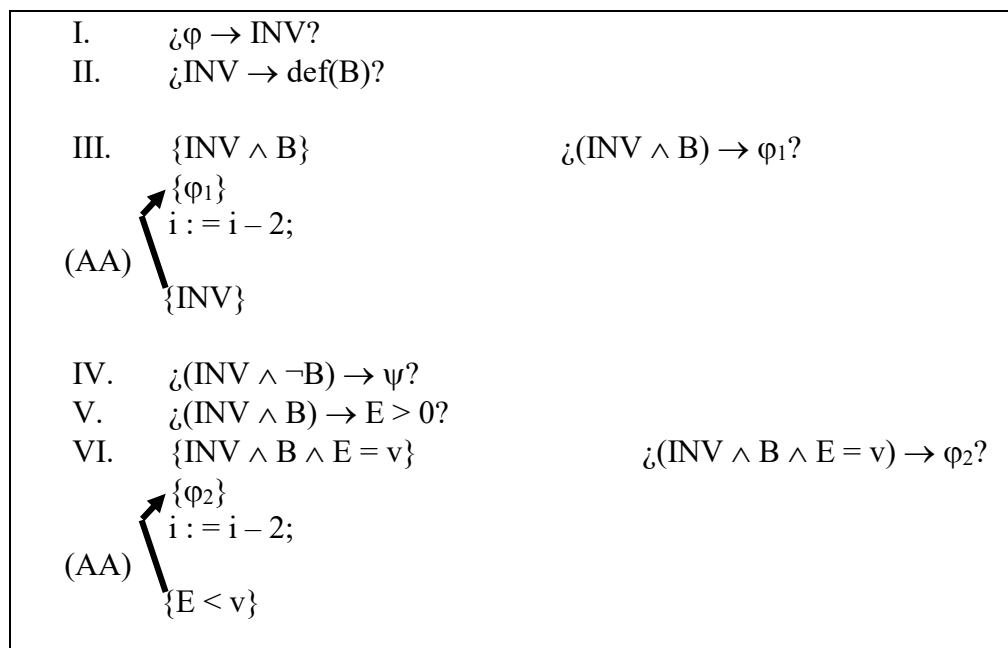 I. ¿φ → INV?
II. ¿INV → def(B)?
III. {INV ∧ B} ¿(INV ∧ B) → φ₁?
{φ₁}
i : = i – 2;
(AA)
{INV}
IV. ¿(INV ∧ ¬B) → ψ?
V. ¿(INV ∧ B) → E > 0?
VI. {INV ∧ B ∧ E = v} ¿(INV ∧ B ∧ E = v) → φ₂?
{φ₂}
i : = i – 2;
(AA)
{E < v}